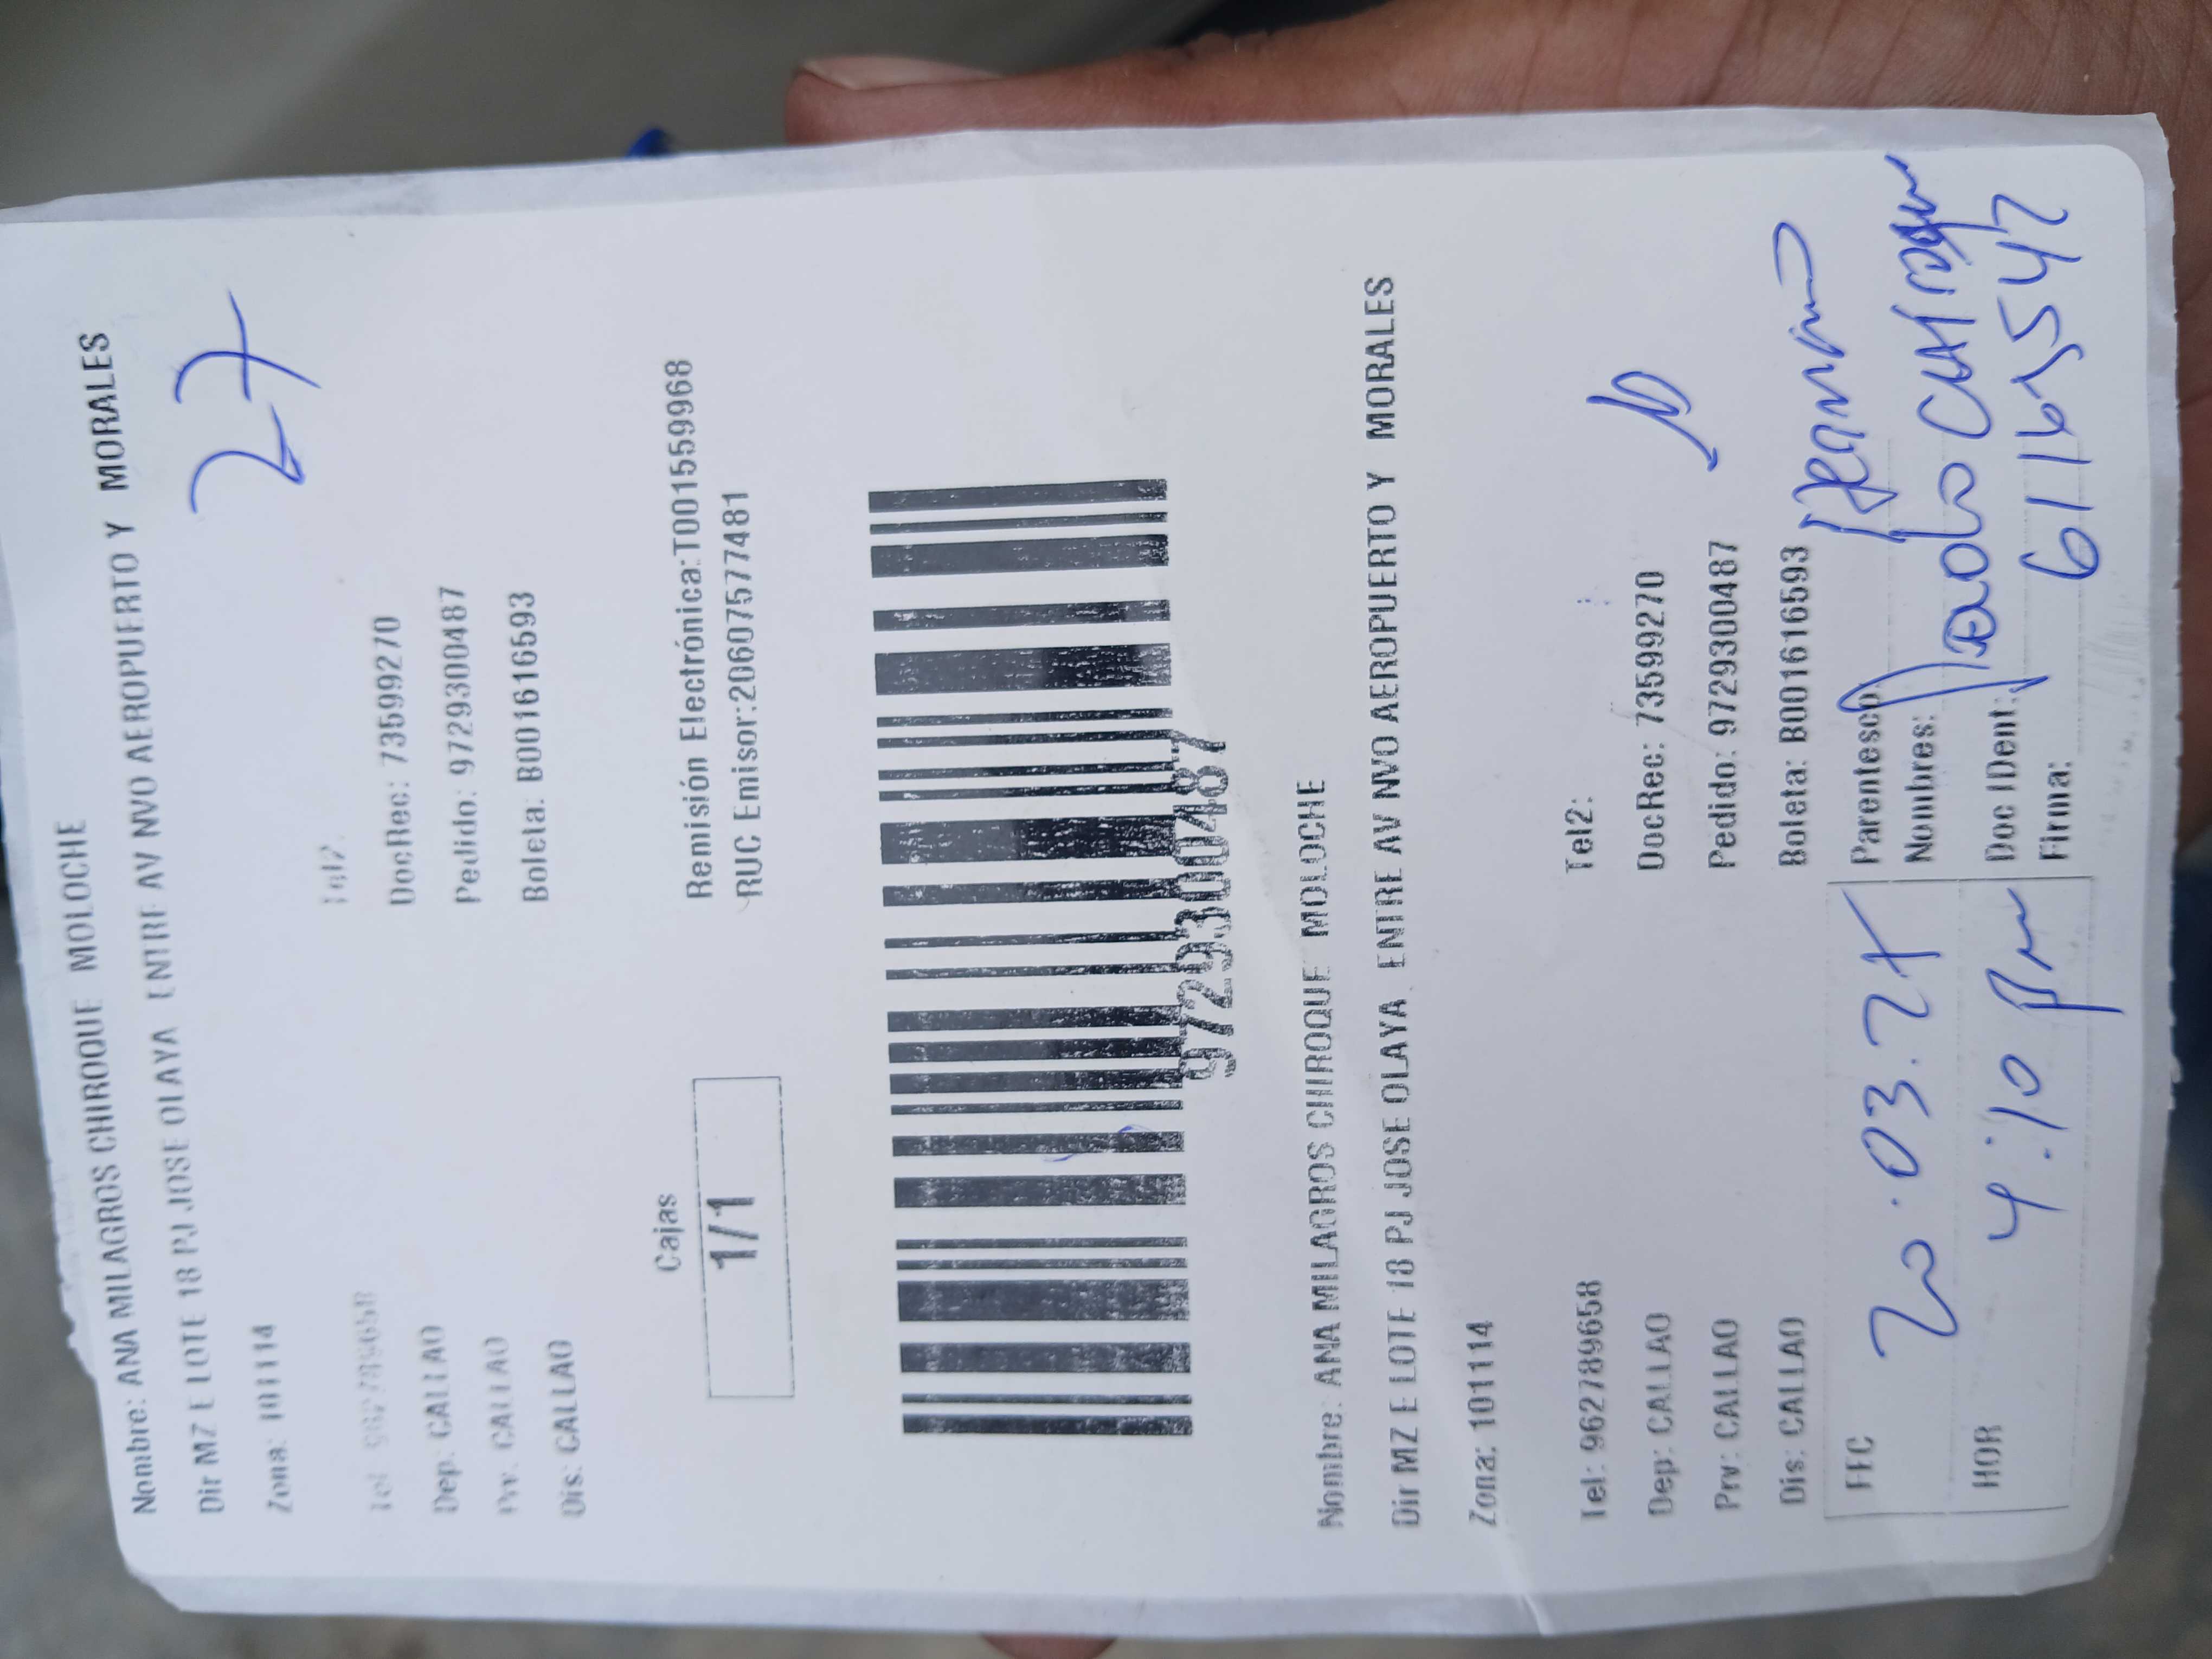 Nombre: ANA MILAGROS CHIROQUE MOLOCHE
Dir MZ E LOTE 18 PJ JOSE OLAYA ENTRE AV NVO AEROPUERTO Y MORALES
27
Zona: 101114
Tel: 962789658 Tel2:
Dep: CALLAO DocRec: 73599270
Prv: CALLAO Pedido: 9729300487
Dis: CALLAO Boleta: B001616593
Cajas Remisión Electrónica:T001559968
1/1 RUC Emisor:20607577481
9729300487
Nombre: ANA MILAGROS CHIROQUE MOLOCHE
Dir MZ E LOTE 18 PJ JOSE OLAYA ENTRE AV NVO AEROPUERTO Y MORALES
Zona: 101114
Tel: 962789658 Tel2:
Dep: CALLAO DocRec: 73599270
Prv: CALLAO Pedido: 9729300487
Dis: CALLAO Boleta: B001616593
FEC 20.03.24 Parentesco
Nombres: Paolo
HOR 4:10 pm Doc IDent: 61165542
Firma: